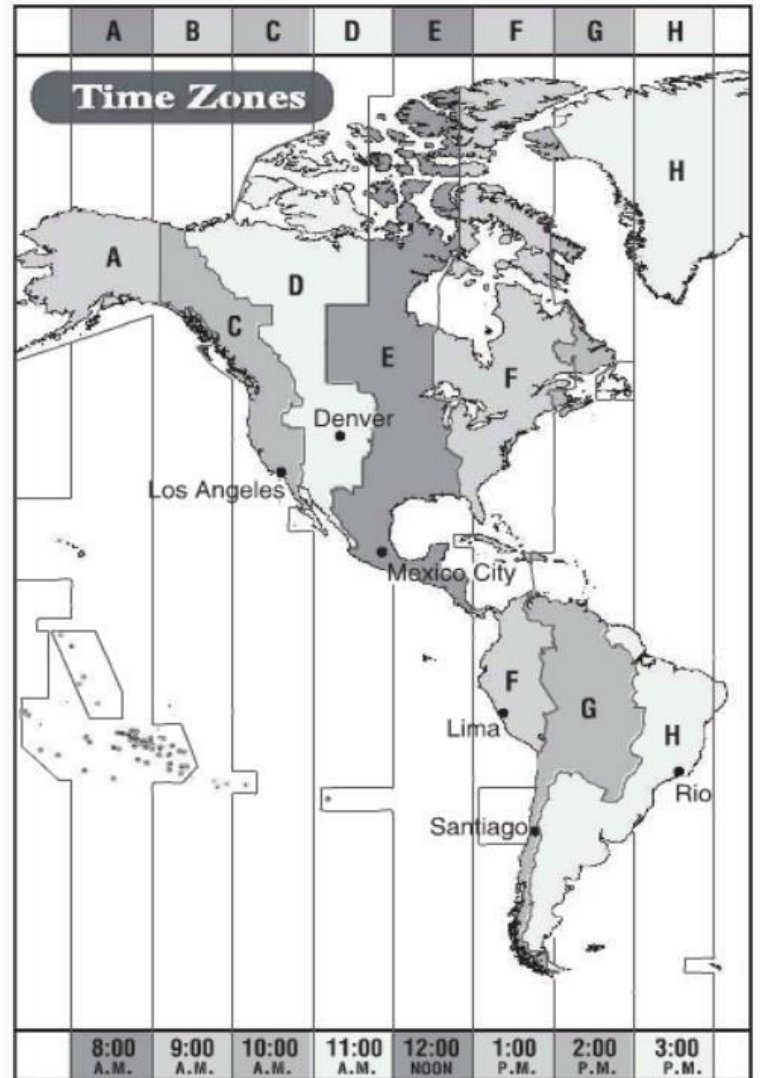 A B C D E F G H
Time Zones
H
A
D
C
E
F
Denver
Los Angeles
Mexico City
F
G
Lima
H
Rio
Santiago
8:00 9:00 10:00 11:00 12:00 1:00 2:00 3:00
A.M. A.M. A.M. A.M. NOON P.M. P.M. P.M.